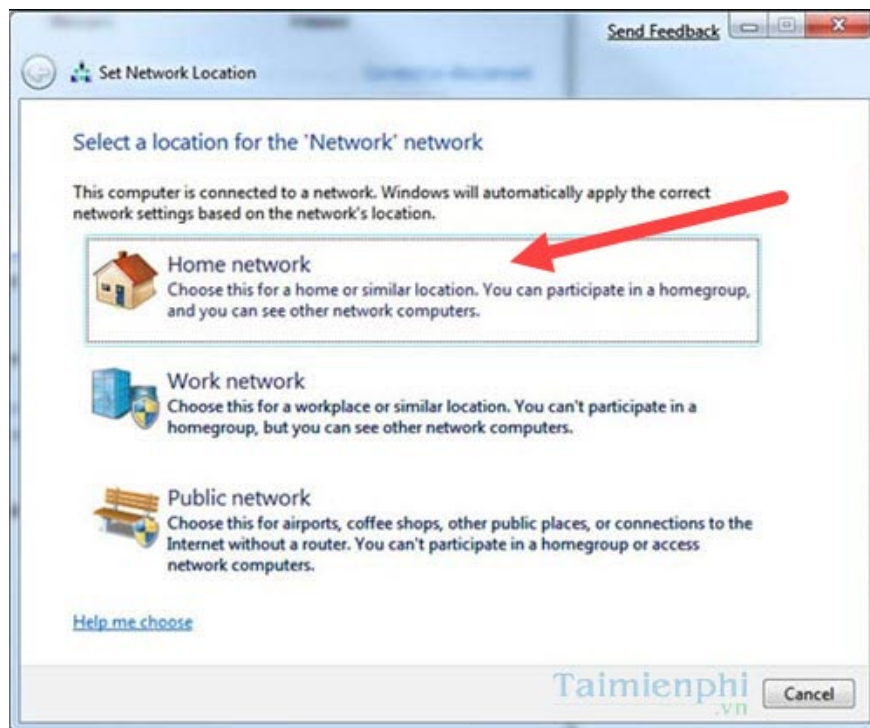 Send Feedback
Set Network Location
Select a location for the 'Network' network
This computer is connected to a network. Windows will automatically apply the correct
network settings based on the network's location.
Home network
Choose this for a home or similar location. You can participate in a homegroup,
and you can see other network computers.
Work network
Choose this for a workplace or similar location. You can't participate in a
homegroup, but you can see other network computers.
Public network
Choose this for airports, coffee shops, other public places, or connections to the
Internet without a router. You can't participate in a homegroup or access
network computers.
Help me choose
Taimienphi
.vn
Cancel